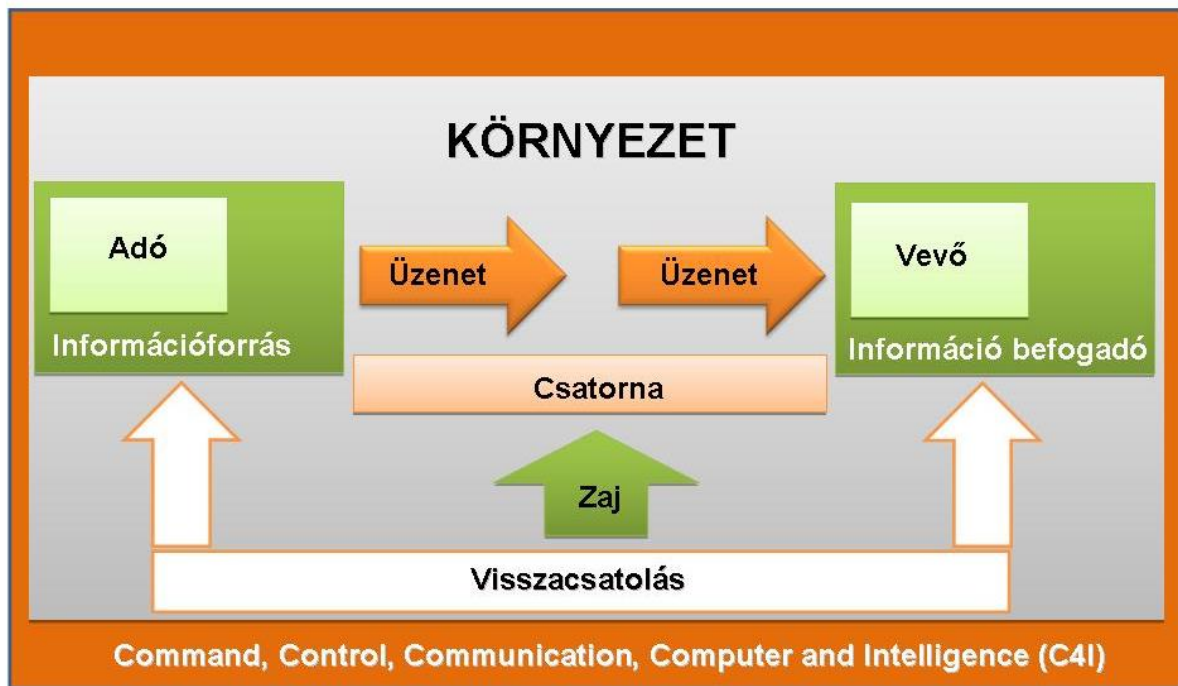 KÖRNYEZET
Adó
Információforrás
Üzenet
Üzenet
Vevő
Információ befogadó
Csatorna
Zaj
Visszacsatolás
Command, Control, Communication, Computer and Intelligence (C4I)